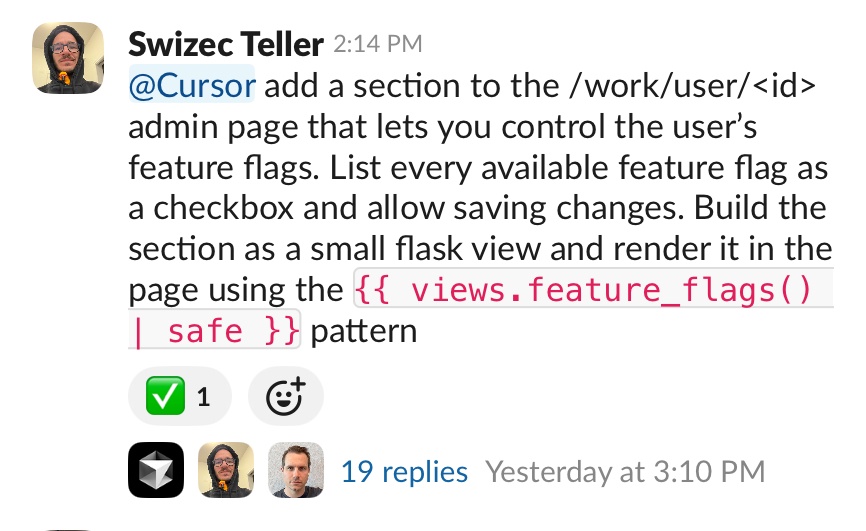 Swizec Teller 2:14 PM
@Cursor add a section to the /work/user/<id>
admin page that lets you control the user’s
feature flags. List every available feature flag as
a checkbox and allow saving changes. Build the
section as a small flask view and render it in the
page using the {{ views.feature_flags()
| safe }} pattern
1
19 replies Yesterday at 3:10 PM